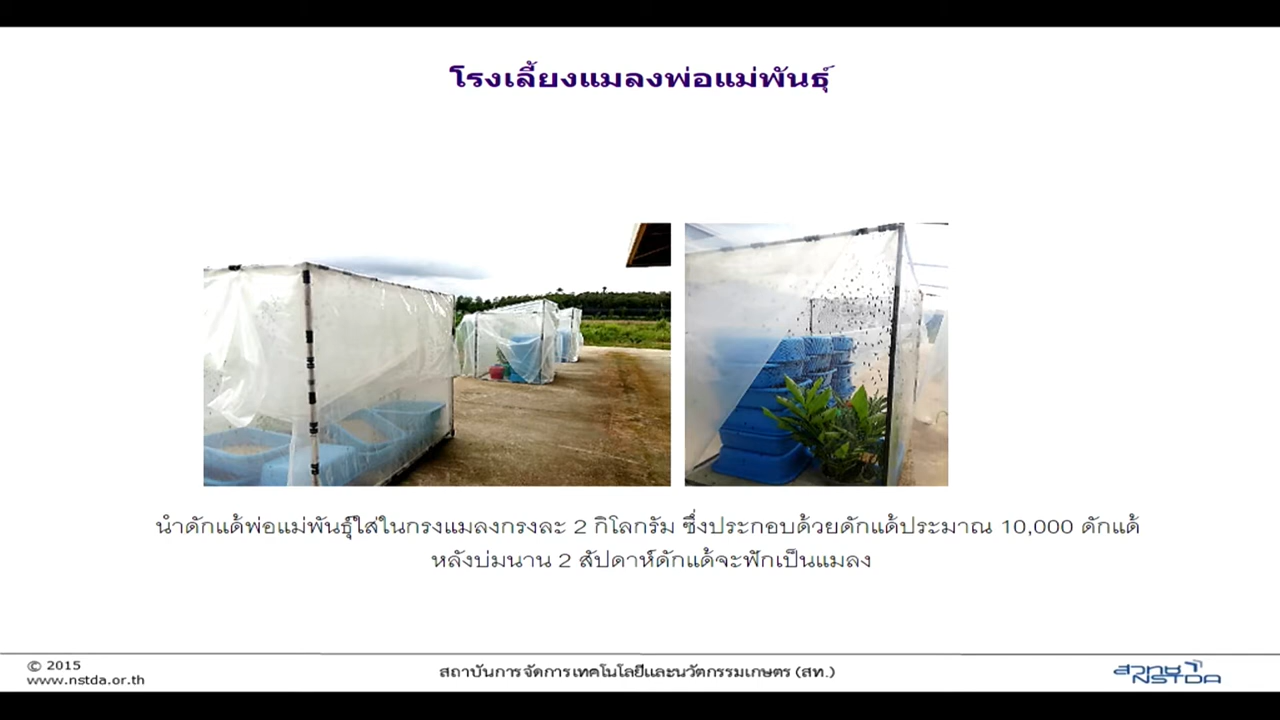 โรงเลี้ยงแมลงพ่อแม่พันธุ์
นำดักแด้พ่อแม่พันธุ์ใส่ในกรงแมลงกรงละ 2 กิโลกรัม ซึ่งประกอบด้วยดักแด้ประมาณ 10,000 ดักแด้
หลังบ่มนาน 2 สัปดาห์ดักแด้จะฟักเป็นแมลง
© 2015
www.nstda.or.th
สถาบันการจัดการเทคโนโลยีและนวัตกรรมเกษตร (สท.)
สวทช
NSTDA